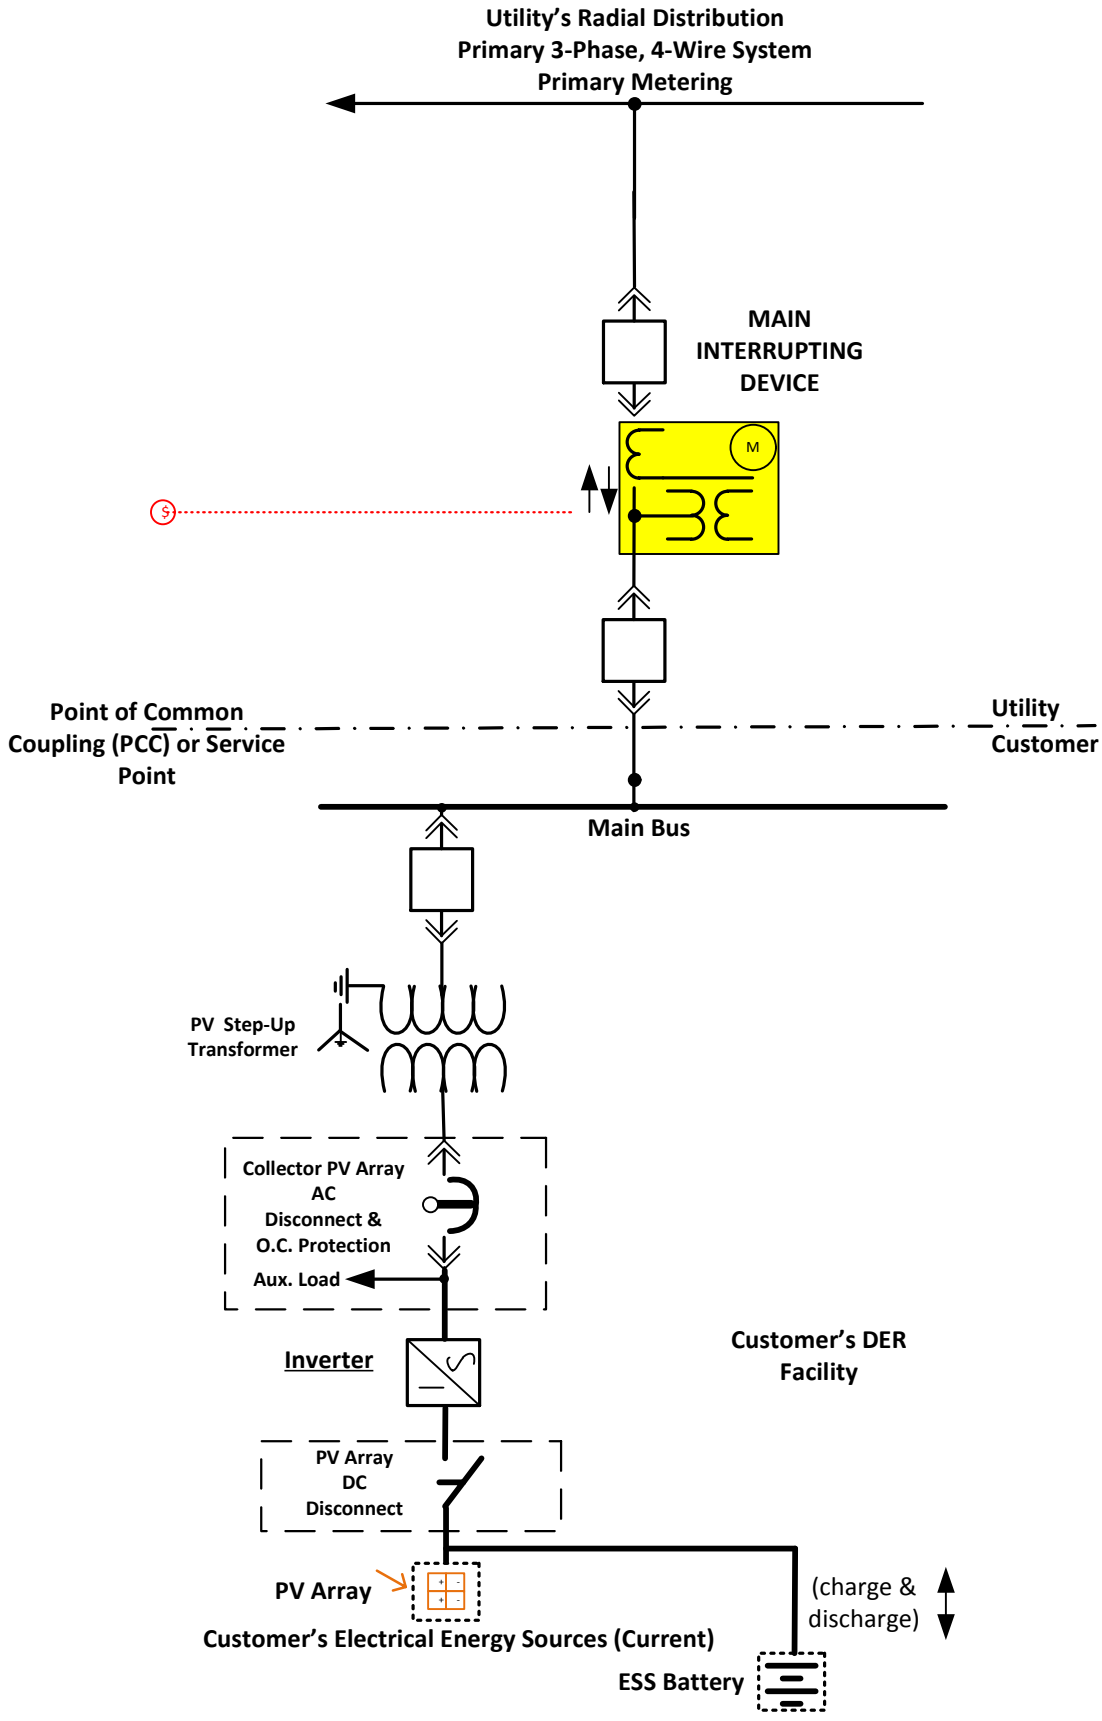 Utility's Radial Distribution
Primary 3-Phase, 4-Wire System
Primary Metering
MAIN
INTERRUPTING
DEVICE
M
$
Point of Common
Coupling (PCC) or Service
Point
Utility
Customer
Main Bus
PV Step-Up
Transformer
Collector PV Array
AC
Disconnect &
O.C. Protection
Aux. Load
Inverter
Customer's DER
Facility
PV Array
DC
Disconnect
PV Array
+ -
+ -
(charge &
discharge)
Customer's Electrical Energy Sources (Current)
ESS Battery